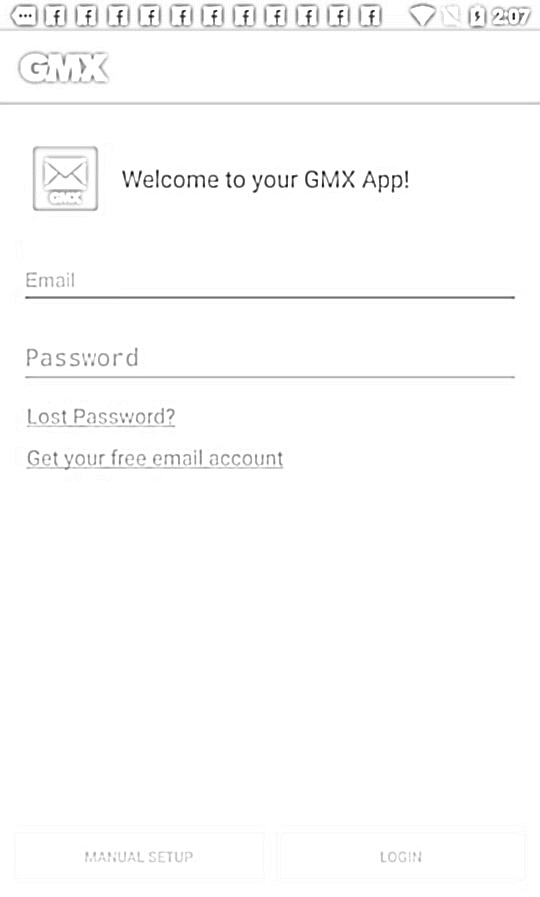 2:07
GMX
GMX
Welcome to your GMX App!
Email
Password
Lost Password?
Get your free email account
MANUAL SETUP
LOGIN